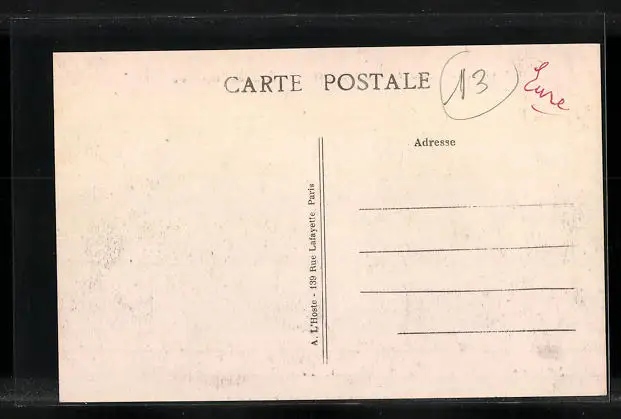 CARTE POSTALE
13
Eure
Adresse
A. L'Hoste - 139 Rue Lafayette Paris